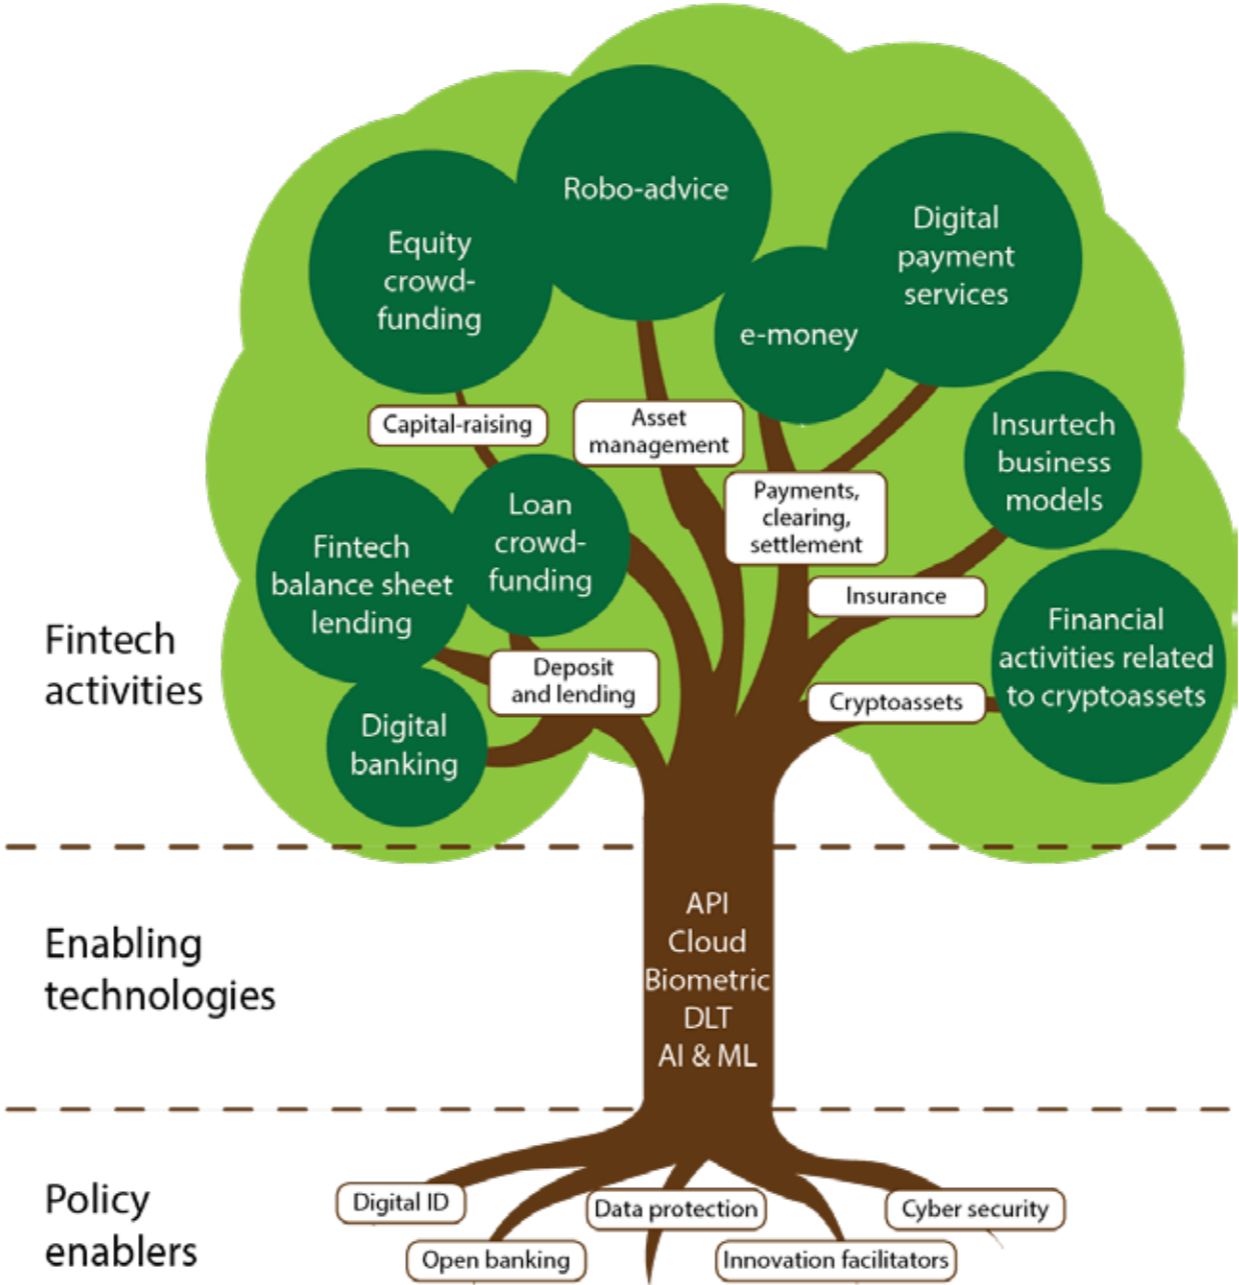 Robo-advice
Equity
crowd-
funding
Digital
payment
services
e-money
Capital-raising
Asset
management
Insurtech
business
models
Payments,
clearing,
settlement
Loan
crowd-
funding
Fintech
balance sheet
lending
Insurance
Financial
activities related
to cryptoassets
Fintech
activities
Deposit
and lending
Cryptoassets
Digital
banking
Enabling
technologies
API
Cloud
Biometric
DLT
AI & ML
Policy
enablers
Digital ID
Data protection
Cyber security
Open banking
Innovation facilitators